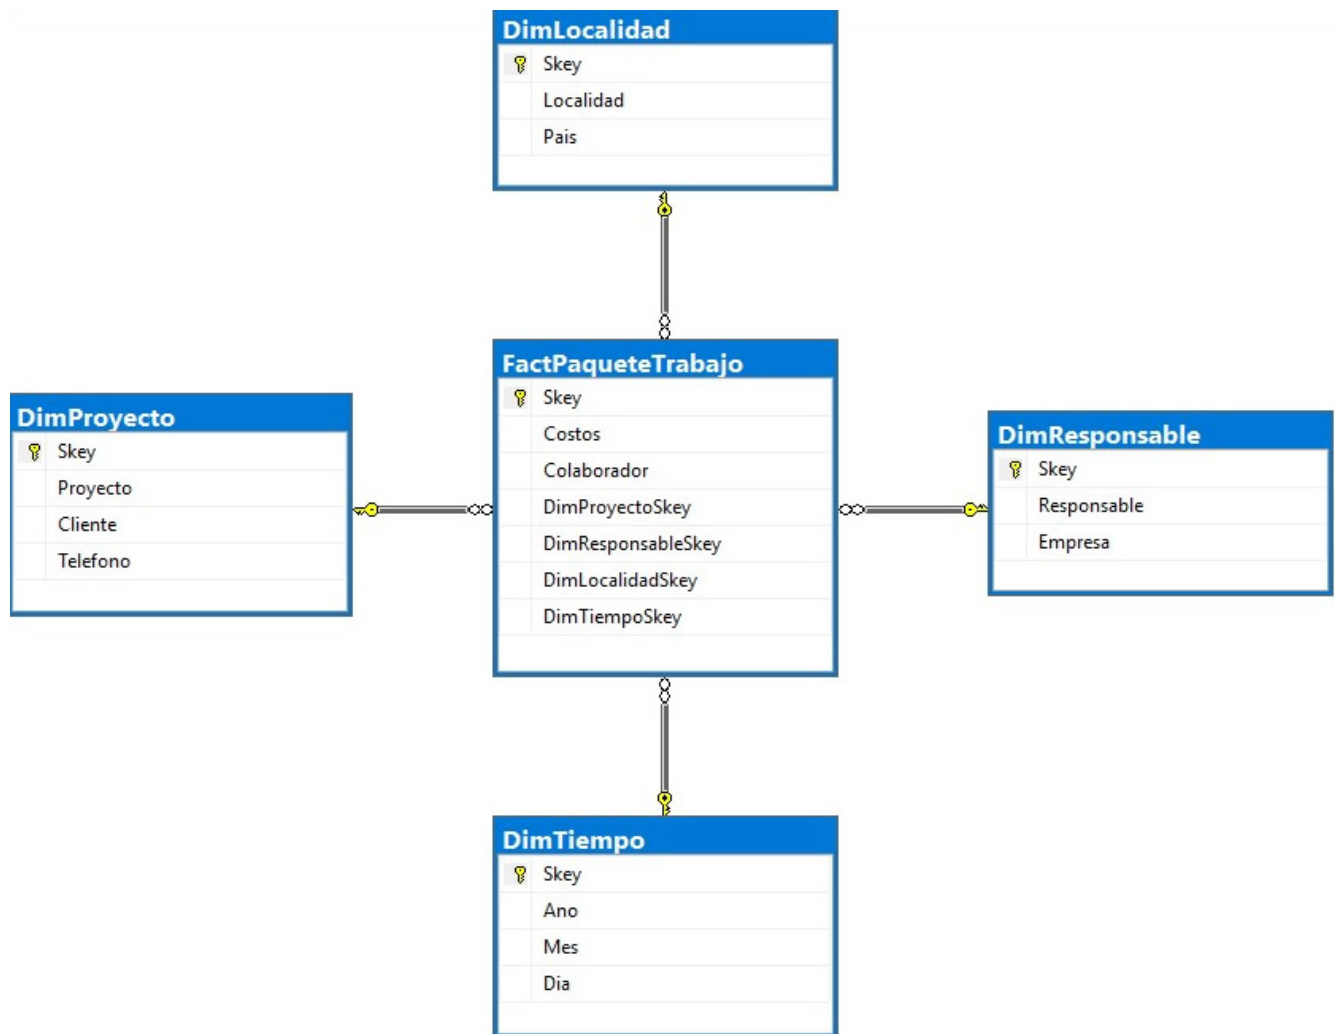 DimLocalidad
Skey
Localidad
Pais
FactPaqueteTrabajo
Skey
Costos
Colaborador
DimProyectoSkey
DimResponsableSkey
DimLocalidadSkey
DimTiempoSkey
DimProyecto
Skey
Proyecto
Cliente
Telefono
DimResponsable
Skey
Responsable
Empresa
DimTiempo
Skey
Ano
Mes
Dia